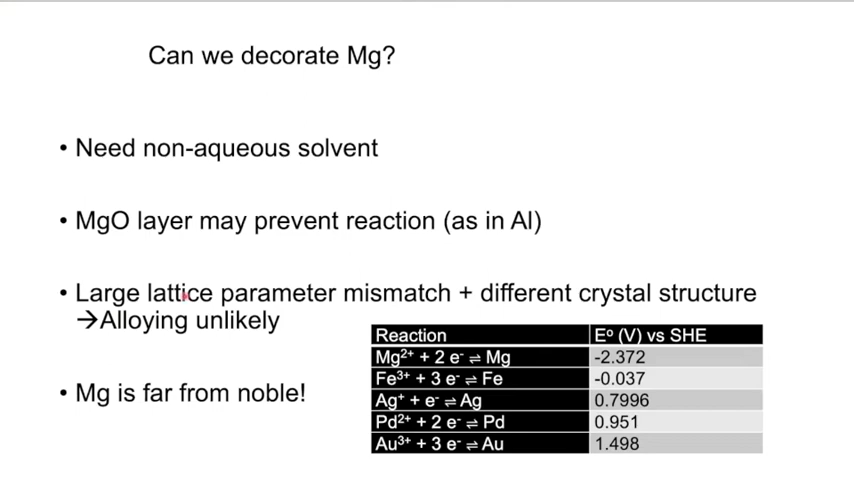 Can we decorate Mg?
• Need non-aqueous solvent
• MgO layer may prevent reaction (as in Al)
• Large lattice parameter mismatch + different crystal structure
→Alloying unlikely
• Mg is far from noble!
Reaction E⁰ (V) vs SHE
Mg²⁺ + 2 e⁻ ⇌ Mg -2.372
Fe³⁺ + 3 e⁻ ⇌ Fe -0.037
Ag⁺ + e⁻ ⇌ Ag 0.7996
Pd²⁺ + 2 e⁻ ⇌ Pd 0.951
Au³⁺ + 3 e⁻ ⇌ Au 1.498